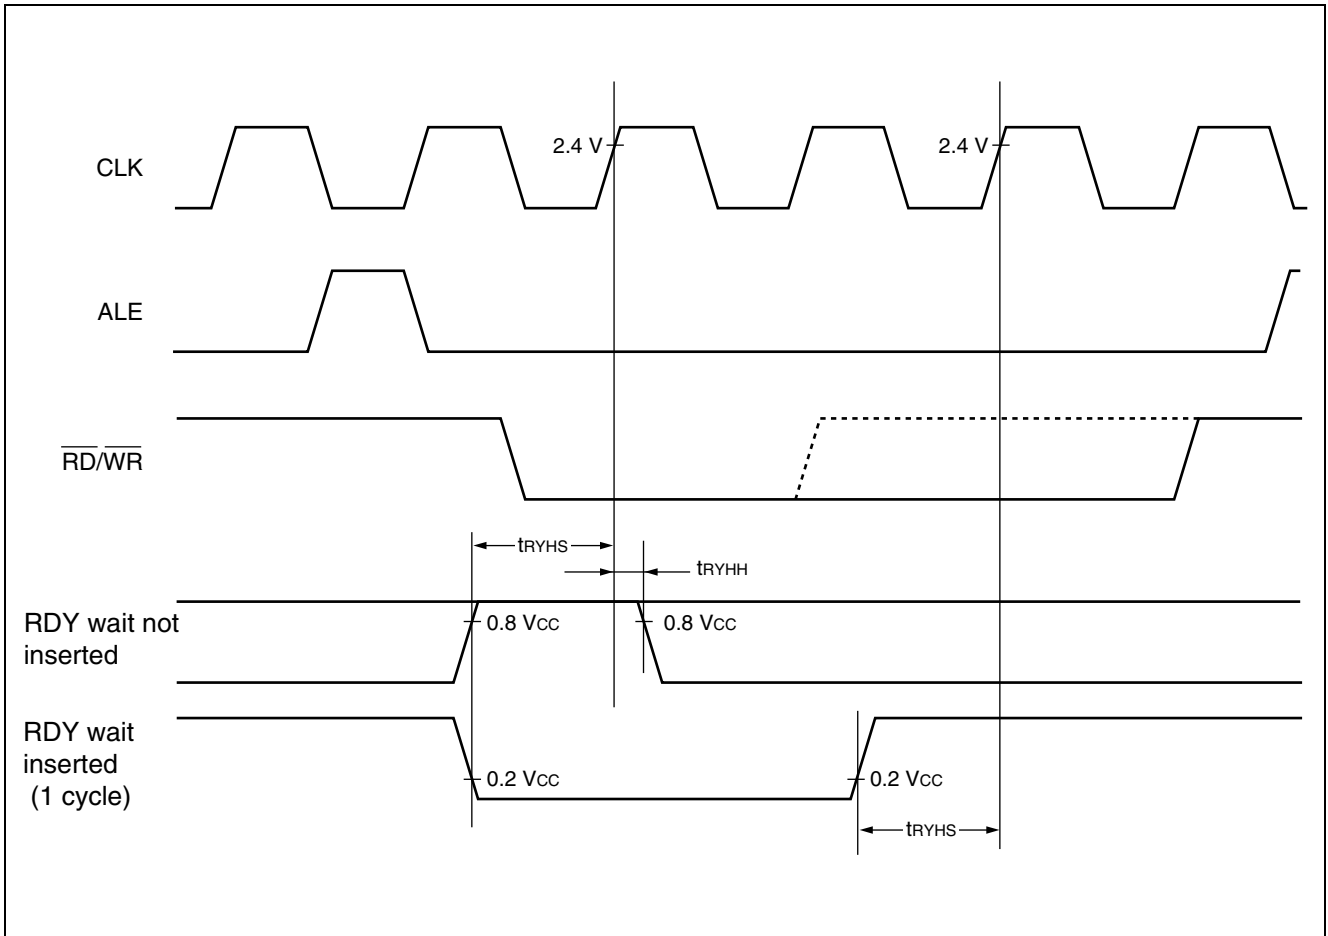 2.4 V
2.4 V
CLK
ALE
RD/WR
tRYHS
tRYHH
RDY wait not
inserted
0.8 VCC
0.8 VCC
RDY wait
inserted
(1 cycle)
0.2 VCC
0.2 VCC
tRYHS